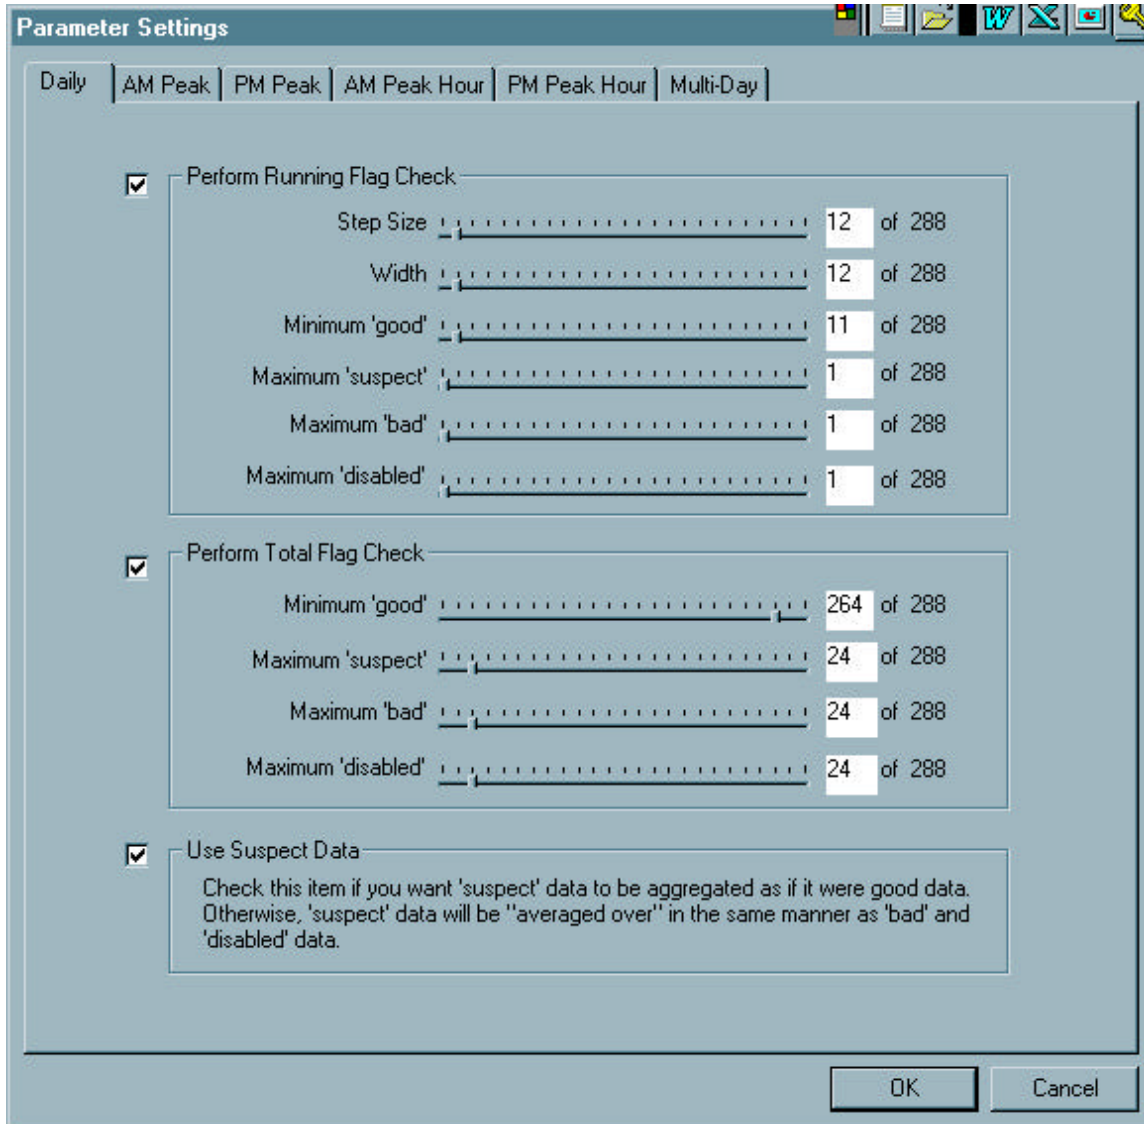 Parameter Settings
Daily AM Peak PM Peak AM Peak Hour PM Peak Hour Multi-Day
Perform Running Flag Check
Step Size 12 of 288
Width 12 of 288
Minimum 'good' 11 of 288
Maximum 'suspect' 1 of 288
Maximum 'bad' 1 of 288
Maximum 'disabled' 1 of 288
Perform Total Flag Check
Minimum 'good' 264 of 288
Maximum 'suspect' 24 of 288
Maximum 'bad' 24 of 288
Maximum 'disabled' 24 of 288
Use Suspect Data
Check this item if you want 'suspect' data to be aggregated as if it were good data.
Otherwise, 'suspect' data will be "averaged over" in the same manner as 'bad' and
'disabled' data.
OK Cancel